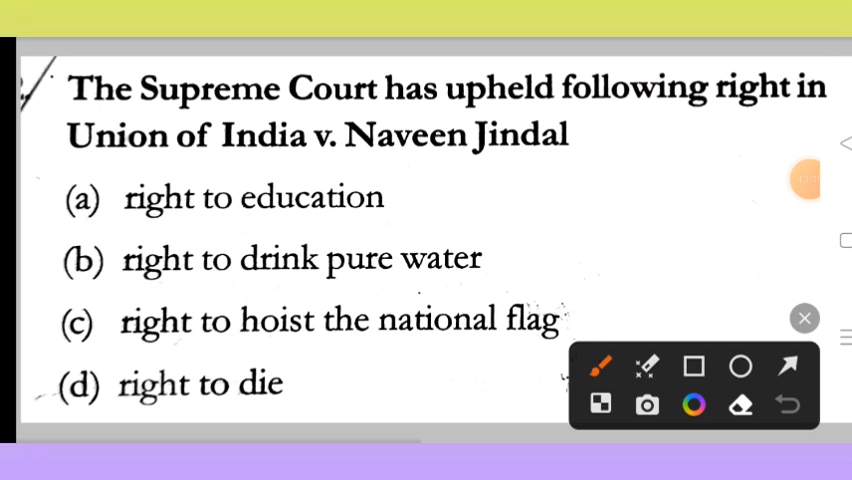 The Supreme Court has upheld following right in
Union of India v. Naveen Jindal
(a) right to education
(b) right to drink pure water
(c) right to hoist the national flag
(d) right to die